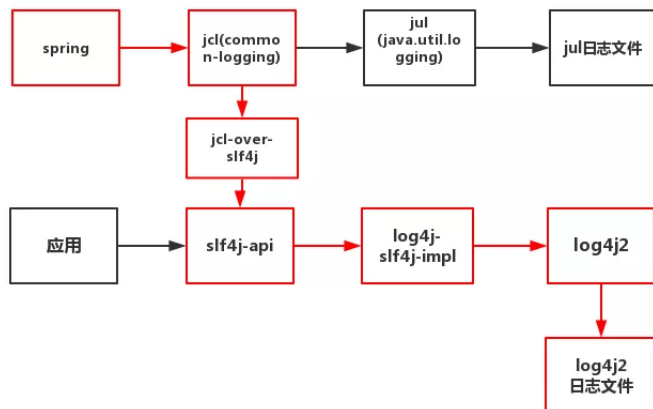 spring
jcl(commo
n-logging)
jul
(java.util.lo
gging)
jul日志文件
jcl-over-
slf4j
应用
slf4j-api
log4j-
slf4j-impl
log4j2
log4j2
日志文件